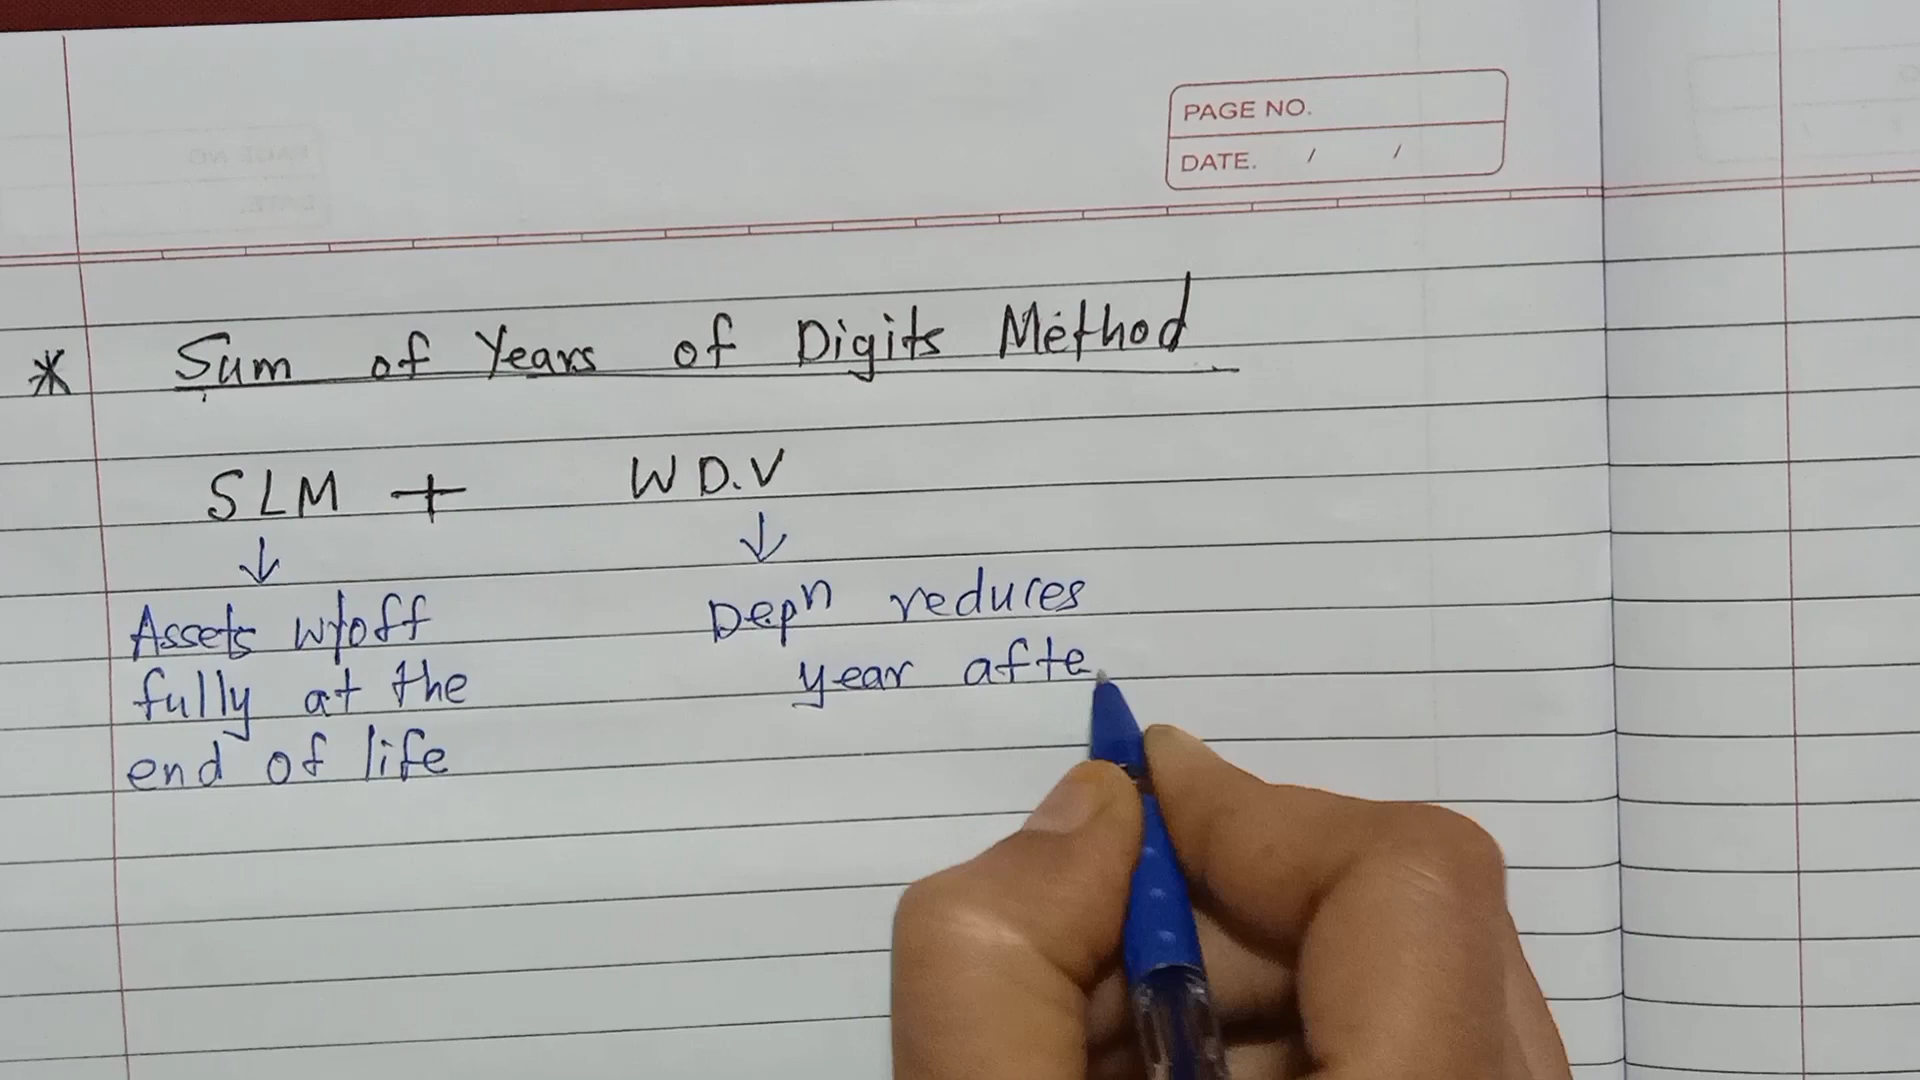 PAGE NO.
DATE. / /
* Sum of Years of Digits Method
SLM + W D.V
↓ ↓
Assets w/off
fully at the
end of life
Depn reduces
year afte